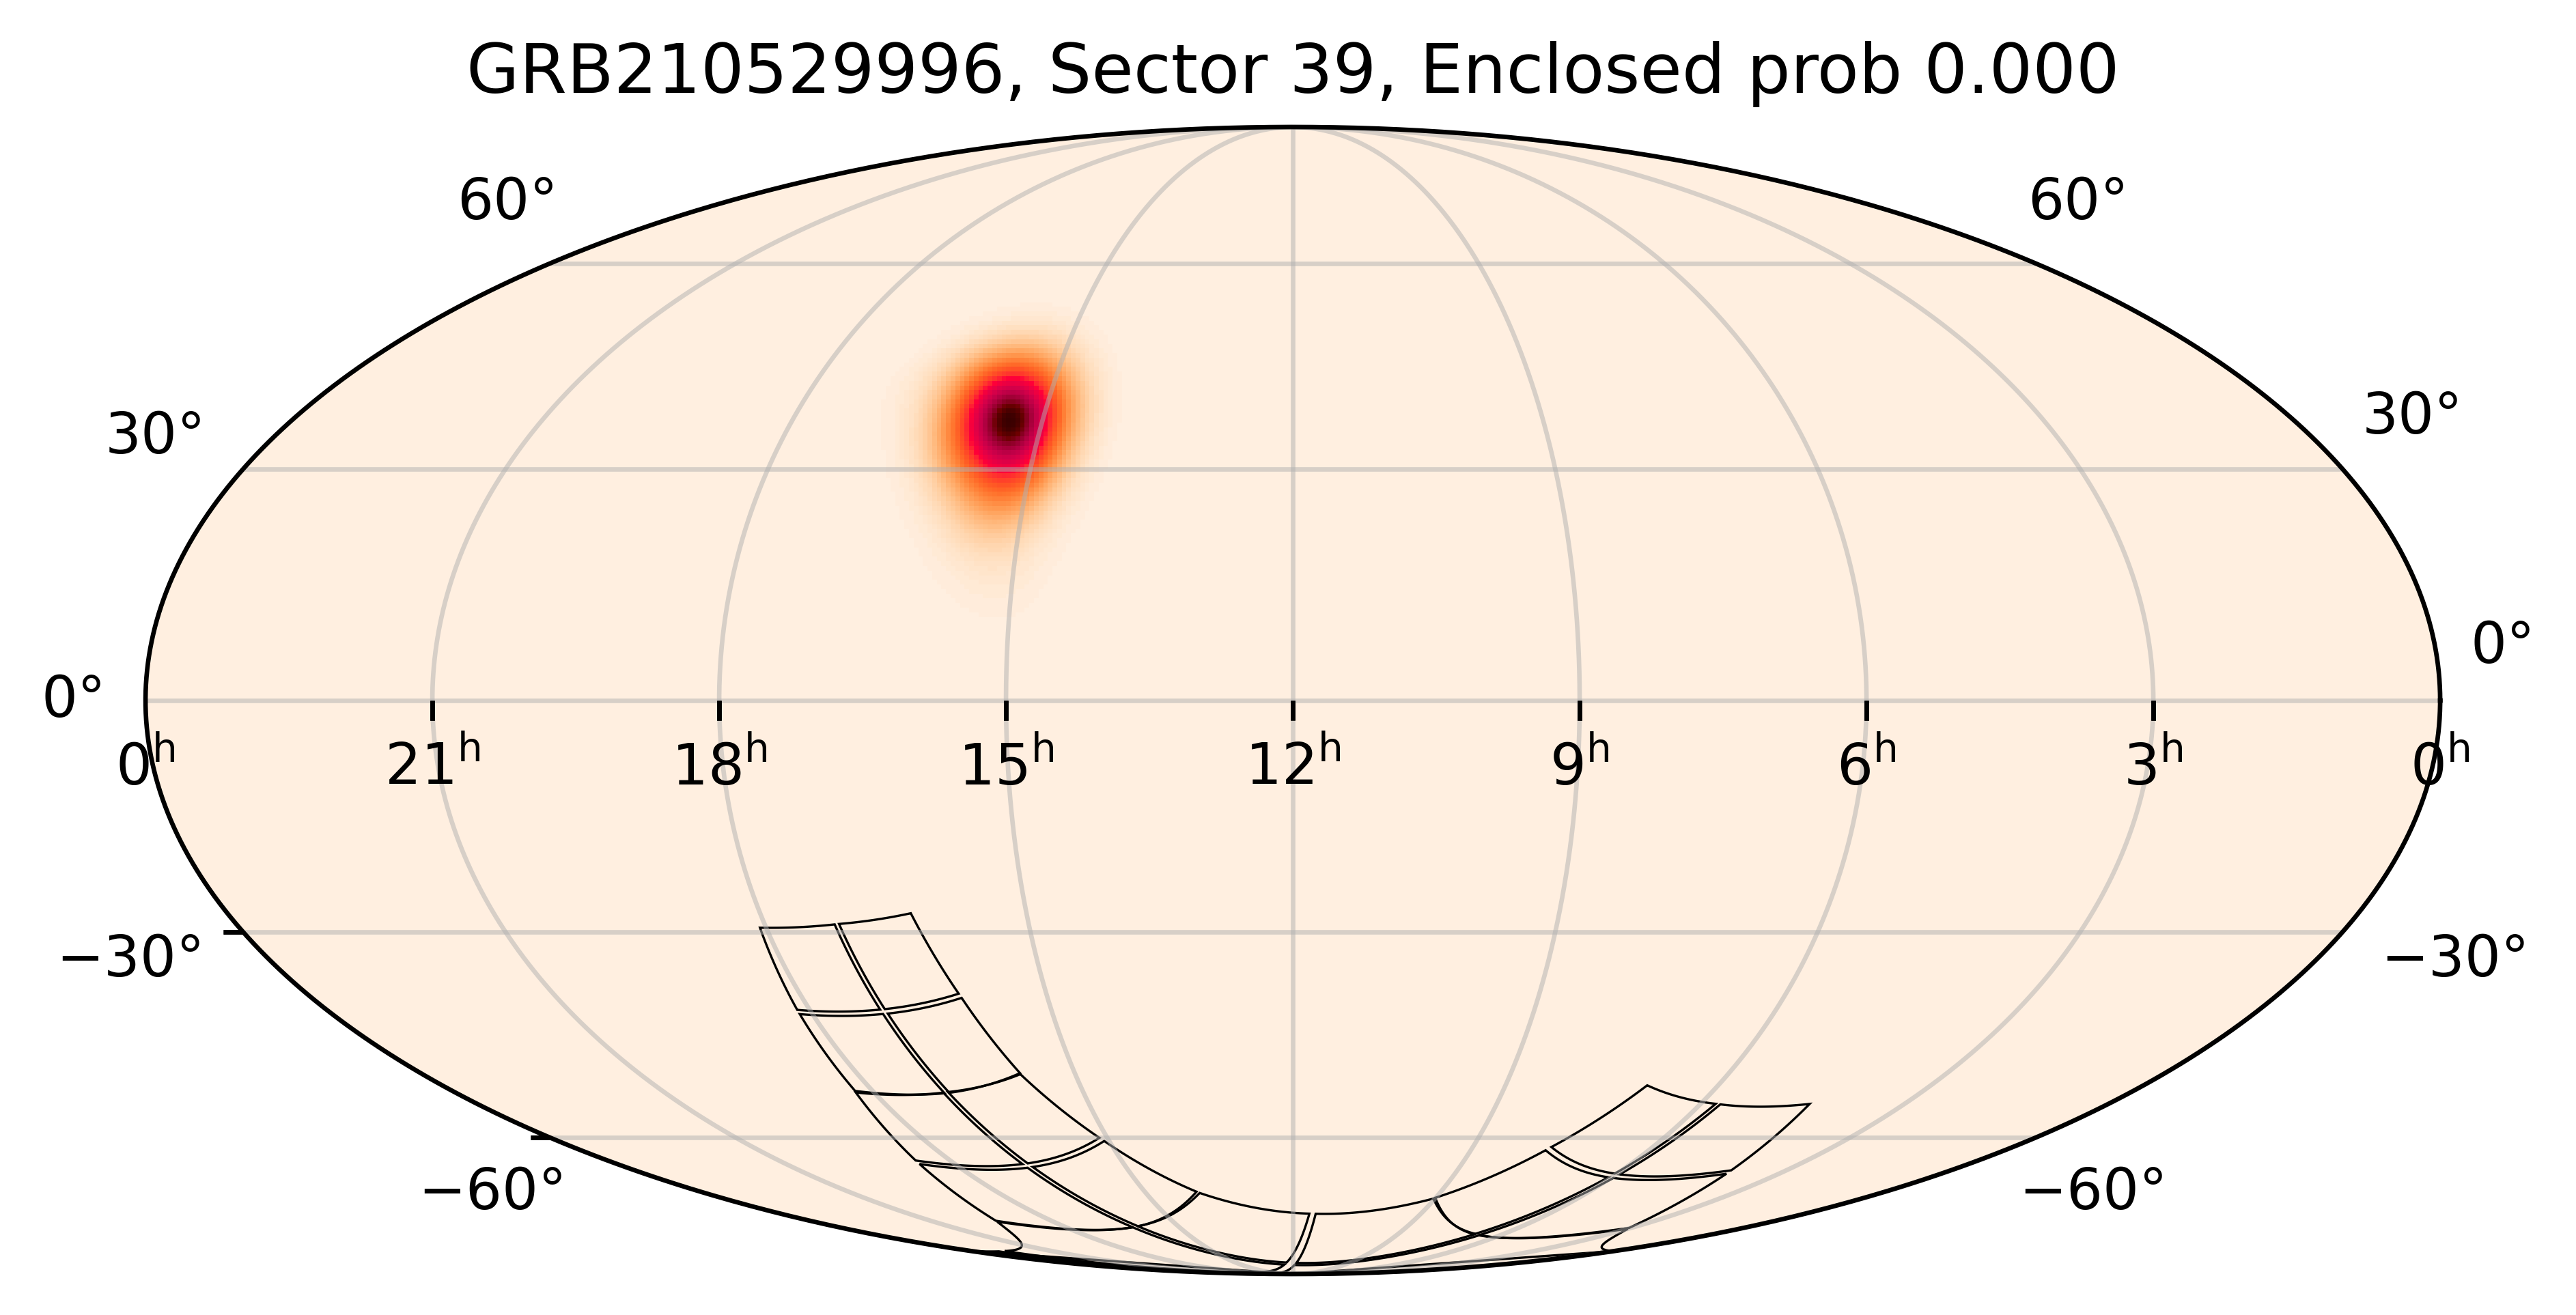 GRB210529996, Sector 39, Enclosed prob 0.000
60° 60°
30° 30°
0° 0°
0ʰ 21ʰ 18ʰ 15ʰ 12ʰ 9ʰ 6ʰ 3ʰ 0ʰ
−30° −30°
−60° −60°